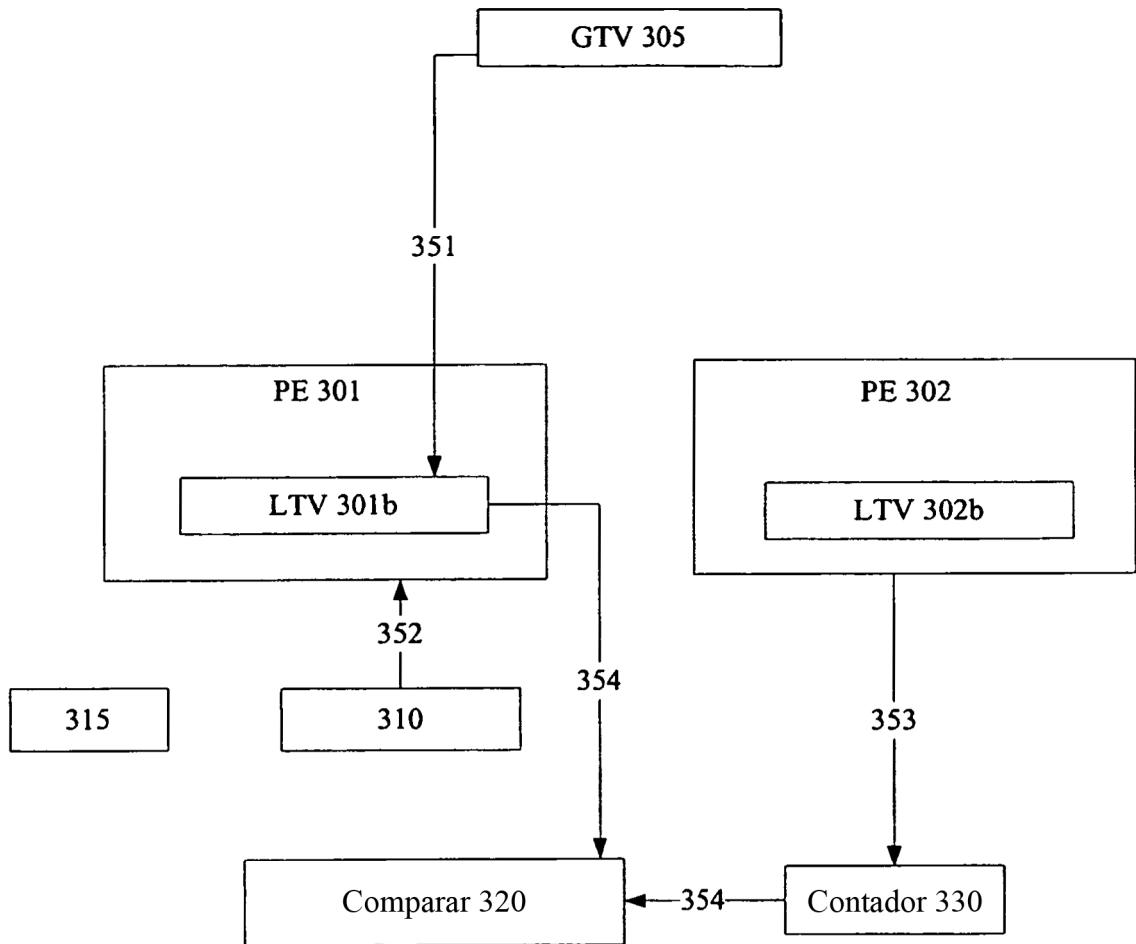 GTV 305
351
PE 301
PE 302
LTV 301b
LTV 302b
352
354
315
310
353
Comparar 320
354
Contador 330